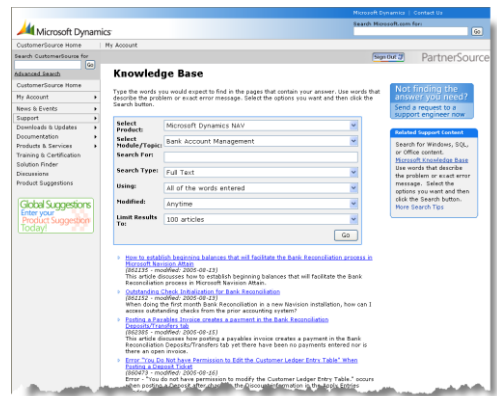 Microsoft Dynamics | Contact Us
Search Microsoft.com for:
Go
Microsoft Dynamics
CustomerSource Home | My Account
Search CustomerSource for
Go
Advanced Search
CustomerSource Home
My Account
News & Events
Support
Downloads & Updates
Documentation
Products & Services
Training & Certification
Solution Finder
Discussions
Product Suggestions
Global Suggestions
Enter your
Product Suggestion
Today!
Sign Out
PartnerSource
Knowledge Base
Type the words you would expect to find in the pages that contain your answer. Use words that
describe the problem or exact error message. Select the options you want and then click the
Search button.
Select
Product:
Microsoft Dynamics NAV
Select
Module/Topic:
Bank Account Management
Search For:
Search Type:
Full Text
Using:
All of the words entered
Modified:
Anytime
Limit Results
To:
100 articles
Go
How to establish beginning balances that will facilitate the Bank Reconciliation process in
Microsoft Navision Attain
(861135 - modified: 2005-08-13)
This article discusses how to establish beginning balances that will facilitate the Bank
Reconciliation process in Microsoft Navision Attain.
Outstanding Check Initialization for Bank Reconciliation
(861152 - modified: 2005-08-15)
When doing the first month Bank Reconciliation in a new Navision installation, how can I
access outstanding checks from the prior accounting system?
Posting a Payables Invoice creates a payment in the Bank Reconciliation
Deposits/Transfers tab
(862385 - modified: 2005-08-15)
This article discusses how posting a payables invoice creates a payment in the Bank
Reconciliation Deposits/Transfers tab yet there have been no payments entered nor is
there an open invoice.
Error "You Do Not have Permission to Edit the Customer Ledger Entry Table" When
Posting a Deposit Ticket
(860473 - modified: 2005-08-16)
Error - "You do not have permission to modify the Customer Ledger Entry Table." occurs
when posting a Deposit after the Discount information in the Apply Entries
Not finding the
answer you need?
Send a request to a
support engineer now
Related Support Content
Search for Windows, SQL,
or Office content.
Microsoft Knowledge Base
Use words that describe
the problem or exact error
message. Select the
options you want and then
click the Search button.
More Search Tips